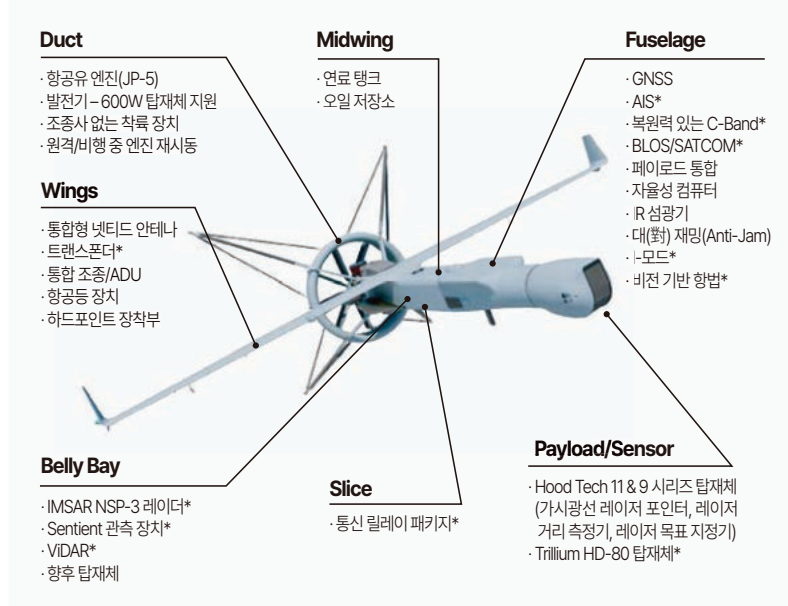 Duct
· 항공유 엔진(JP-5)
· 발전기 – 600W 탑재체 지원
· 조종사 없는 착륙 장치
· 원격/비행 중 엔진 재시동
Midwing
· 연료 탱크
· 오일 저장소
Fuselage
· GNSS
· AIS*
· 복원력 있는 C-Band*
· BLOS/SATCOM*
· 페이로드 통합
· 자율성 컴퓨터
· IR 섬광기
· 대(對) 재밍(Anti-Jam)
· I-모드*
· 비전 기반 항법*
Wings
· 통합형 넷티드 안테나
· 트랜스폰더*
· 통합 조종/ADU
· 항공등 장치
· 하드포인트 장착부
Belly Bay
· IMSAR NSP-3 레이더*
· Sentient 관측 장치*
· ViDAR*
· 향후 탑재체
Slice
· 통신 릴레이 패키지*
Payload/Sensor
· Hood Tech 11 & 9 시리즈 탑재체
(가시광선 레이저 포인터, 레이저
거리 측정기, 레이저 목표 지정기)
· Trillium HD-80 탑재체*